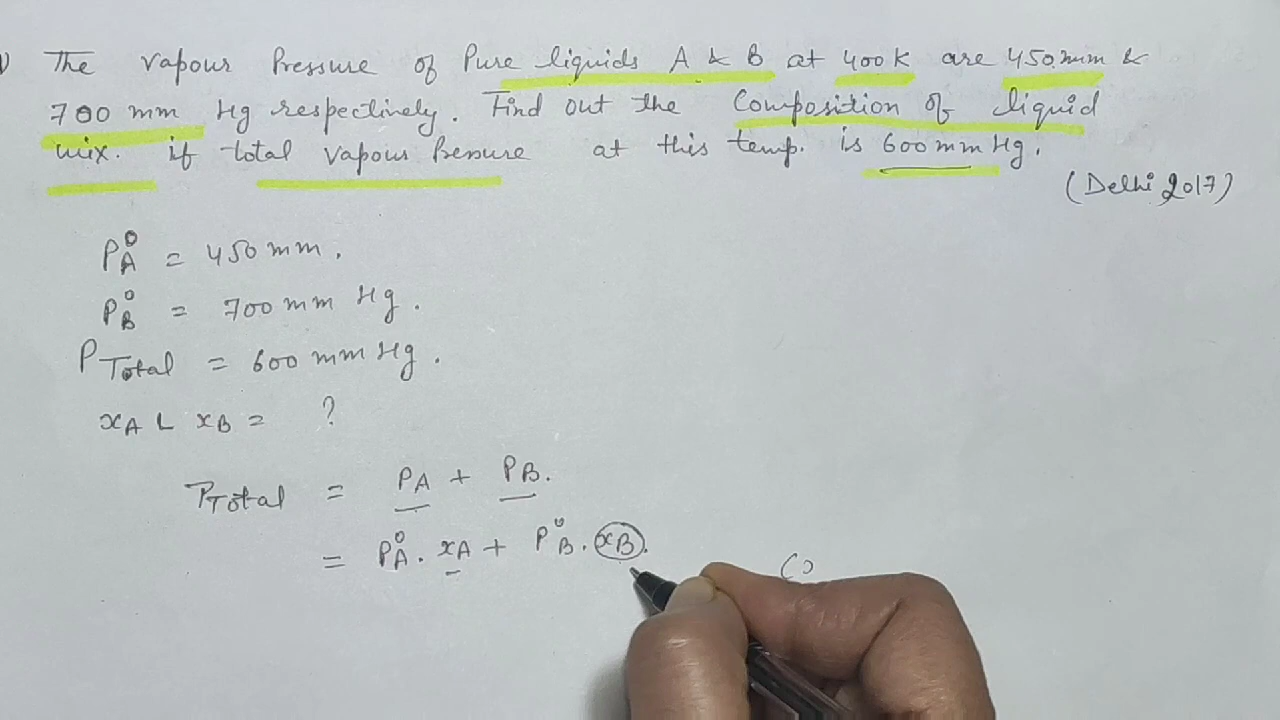 The vapour Pressure of Pure liquids A & B at 400K are 450mm &
700 mm Hg respectively. Find out the Composition of liquid
mix. if total vapour Pressure at this temp. is 600 mm Hg.
(Delhi 2017)
P°A = 450 mm.
P°B = 700 mm Hg.
P Total = 600 mm Hg.
xA & xB = ?
PTotal = PA + PB.
= P°A . xA + P°B . xB.